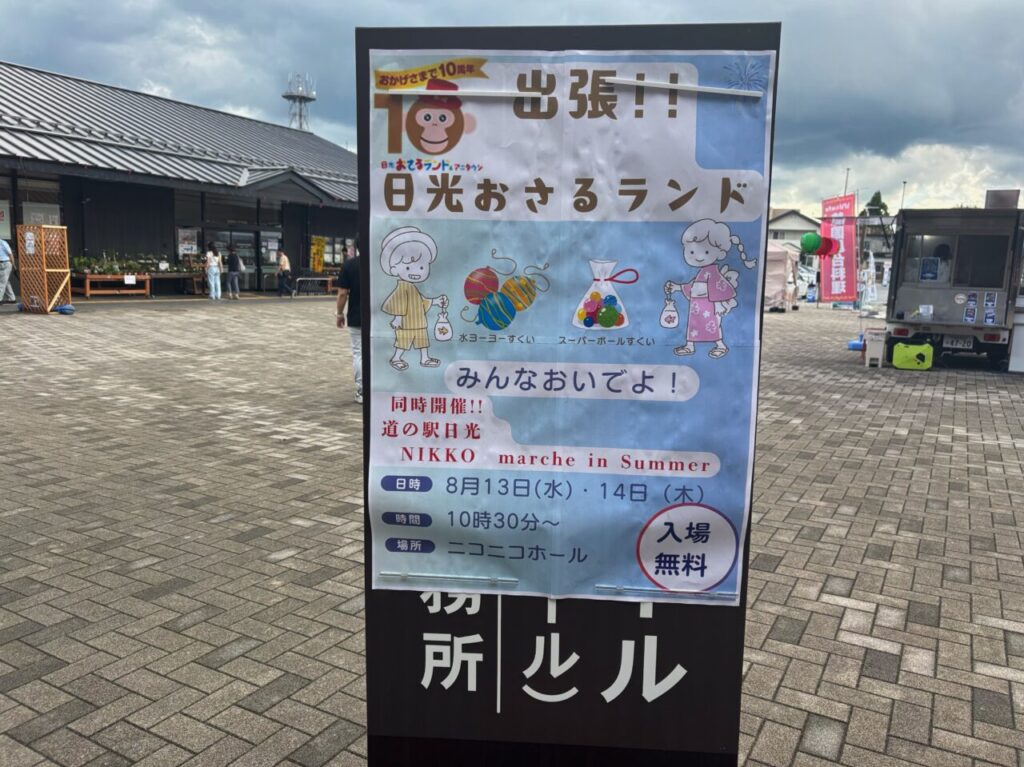 おかげさまで10周年
10
出張!!
日光おさるランド&アニタウン
日光おさるランド
水ヨーヨーすくい
スーパーボールすくい
みんなおいでよ!
同時開催!!
道の駅日光
NIKKO marche in Summer
日時 8月13日(水)・14日(木)
時間 10時30分～
場所 ニコニコホール
入場
無料
務所
ール)
ール